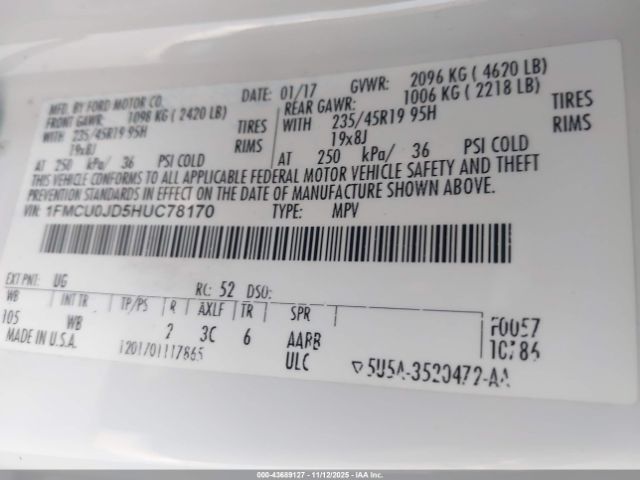 MFD. BY FORD MOTOR CO. DATE: 01/17 GVWR: 2096 KG ( 4620 LB)
FRONT GAWR: 1098 KG ( 2420 LB) REAR GAWR: 1006 KG ( 2218 LB)
WITH 235/45R19 95H TIRES WITH 235/45R19 95H TIRES
19x8J RIMS 19x8J RIMS
AT 250 kPa/ 36 PSI COLD AT 250 kPa/ 36 PSI COLD
THIS VEHICLE CONFORMS TO ALL APPLICABLE FEDERAL MOTOR VEHICLE SAFETY AND THEFT
PREVENTION STANDARDS IN EFFECT ON THE DATE OF MANUFACTURE SHOWN ABOVE.
VIN: 1FMCU0JD5HUC78170 TYPE: MPV
EXT PNT: UG RC: 52 DSO:
WB INT TR TP/PS R AXLE TR SPR
105 WB 2 3C 6 AARB F0057
MADE IN U.S.A. 1201701117865 ULC ▽5U5A-3520472-AA
00-43689127 - 11/12/2025 - IAA Inc.